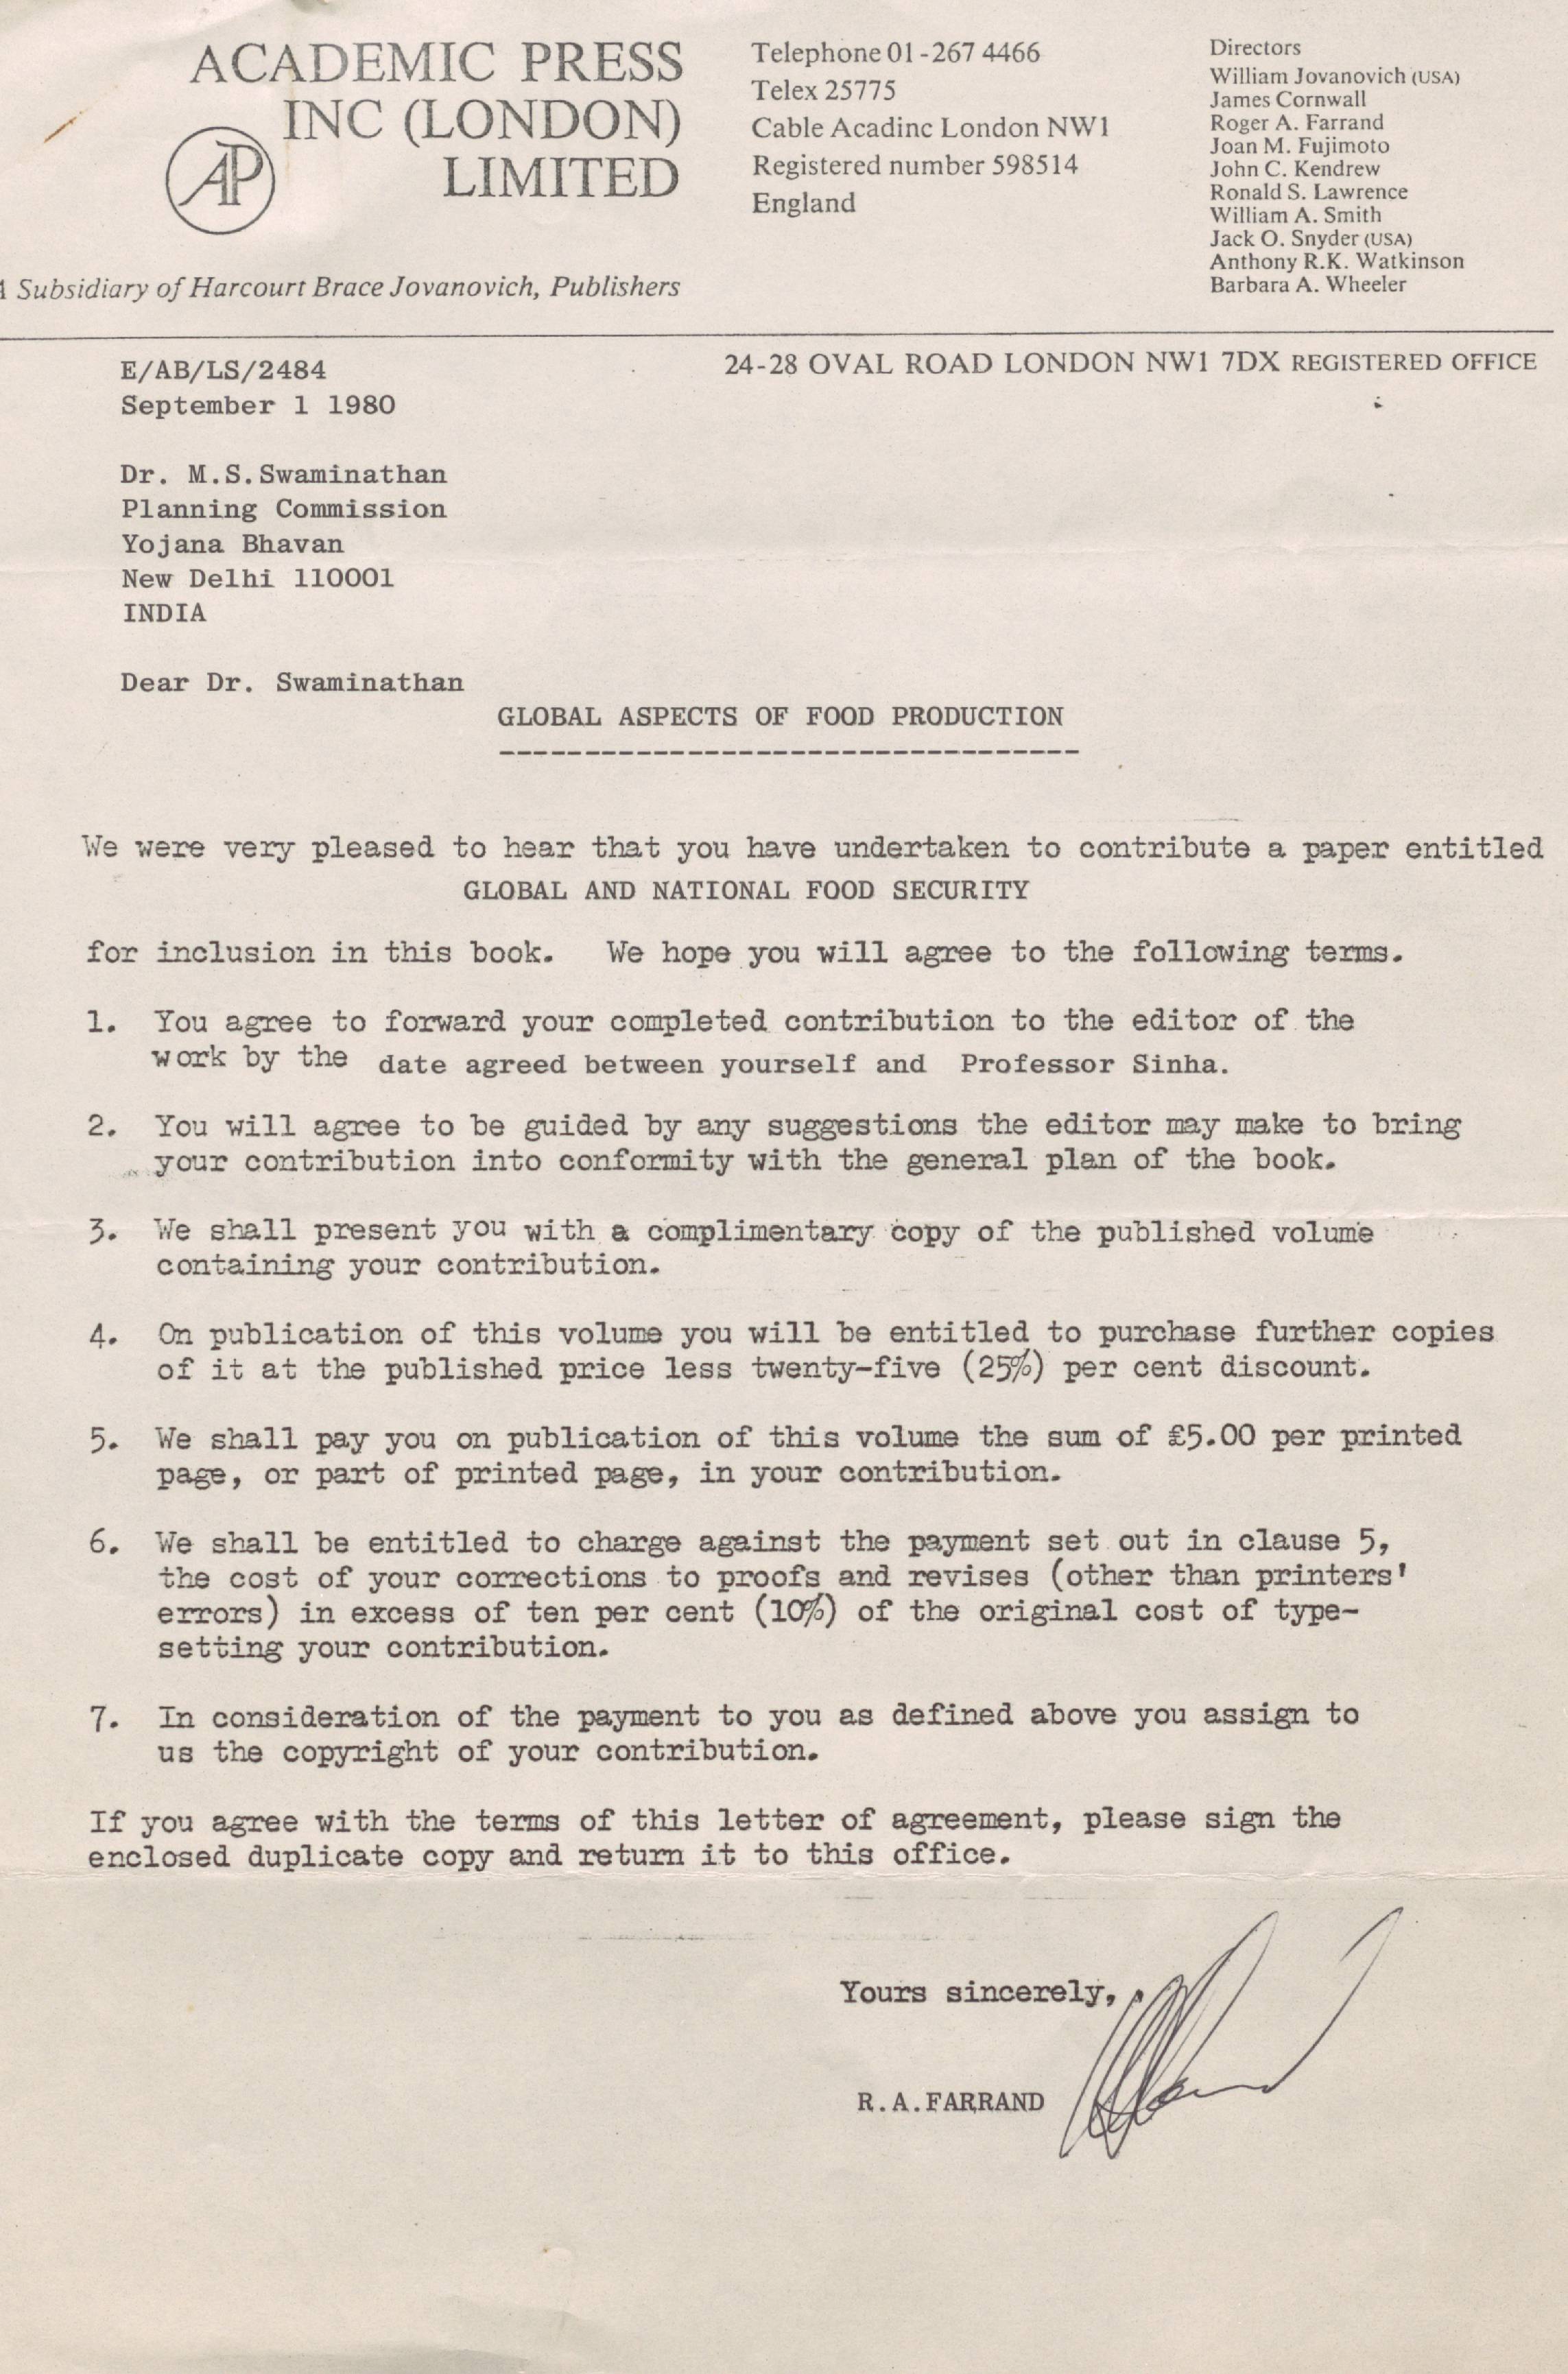 ACADEMIC PRESS
INC (LONDON)
LIMITED
AP
Subsidiary of Harcourt Brace Jovanovich, Publishers
Telephone 01-267 4466
Telex 25775
Cable Acadinc London NW1
Registered number 598514
England
Directors
William Jovanovich (USA)
James Cornwall
Roger A. Farrand
Joan M. Fujimoto
John C. Kendrew
Ronald S. Lawrence
William A. Smith
Jack O. Snyder (USA)
Anthony R.K. Watkinson
Barbara A. Wheeler
24-28 OVAL ROAD LONDON NW1 7DX REGISTERED OFFICE
E/AB/LS/2484
September 1 1980
Dr. M.S.Swaminathan
Planning Commission
Yojana Bhavan
New Delhi 110001
INDIA
Dear Dr. Swaminathan
GLOBAL ASPECTS OF FOOD PRODUCTION
----------------------------------
We were very pleased to hear that you have undertaken to contribute a paper entitled
GLOBAL AND NATIONAL FOOD SECURITY
for inclusion in this book. We hope you will agree to the following terms.
1. You agree to forward your completed contribution to the editor of the
work by the date agreed between yourself and Professor Sinha.
2. You will agree to be guided by any suggestions the editor may make to bring
your contribution into conformity with the general plan of the book.
3. We shall present you with a complimentary copy of the published volume
containing your contribution.
4. On publication of this volume you will be entitled to purchase further copies
of it at the published price less twenty-five (25%) per cent discount.
5. We shall pay you on publication of this volume the sum of £5.00 per printed
page, or part of printed page, in your contribution.
6. We shall be entitled to charge against the payment set out in clause 5,
the cost of your corrections to proofs and revises (other than printers'
errors) in excess of ten per cent (10%) of the original cost of type-
setting your contribution.
7. In consideration of the payment to you as defined above you assign to
us the copyright of your contribution.
If you agree with the terms of this letter of agreement, please sign the
enclosed duplicate copy and return it to this office.
Yours sincerely,
R.A.FARRAND